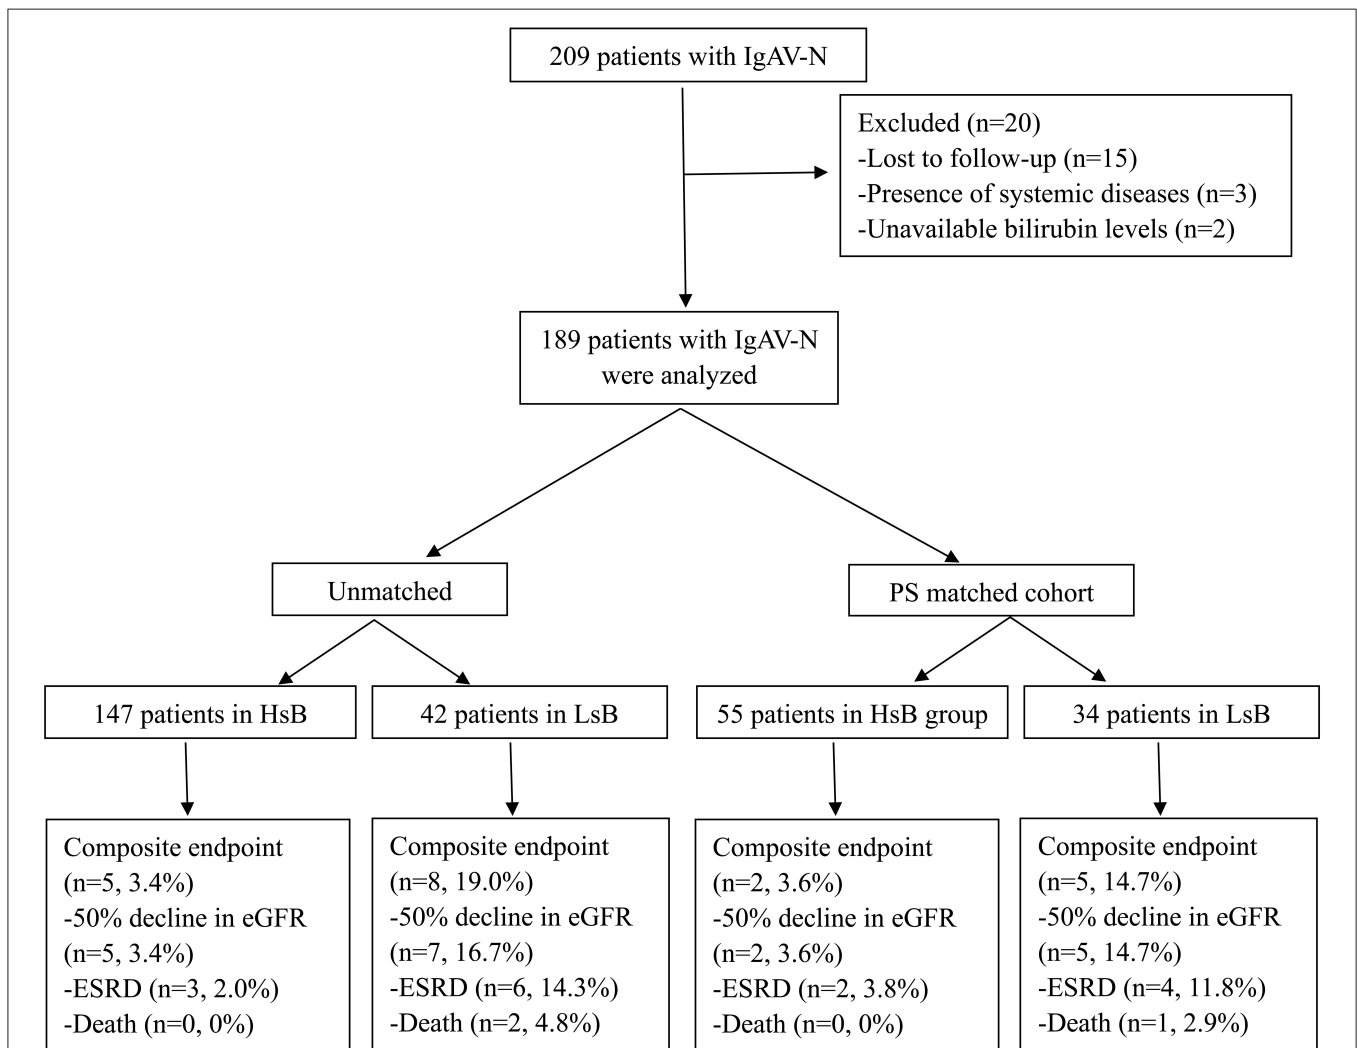 209 patients with IgAV-N
Excluded (n=20)
-Lost to follow-up (n=15)
-Presence of systemic diseases (n=3)
-Unavailable bilirubin levels (n=2)
189 patients with IgAV-N
were analyzed
Unmatched
PS matched cohort
147 patients in HsB
42 patients in LsB
55 patients in HsB group
34 patients in LsB
Composite endpoint
(n=5, 3.4%)
-50% decline in eGFR
(n=5, 3.4%)
-ESRD (n=3, 2.0%)
-Death (n=0, 0%)
Composite endpoint
(n=8, 19.0%)
-50% decline in eGFR
(n=7, 16.7%)
-ESRD (n=6, 14.3%)
-Death (n=2, 4.8%)
Composite endpoint
(n=2, 3.6%)
-50% decline in eGFR
(n=2, 3.6%)
-ESRD (n=2, 3.8%)
-Death (n=0, 0%)
Composite endpoint
(n=5, 14.7%)
-50% decline in eGFR
(n=5, 14.7%)
-ESRD (n=4, 11.8%)
-Death (n=1, 2.9%)